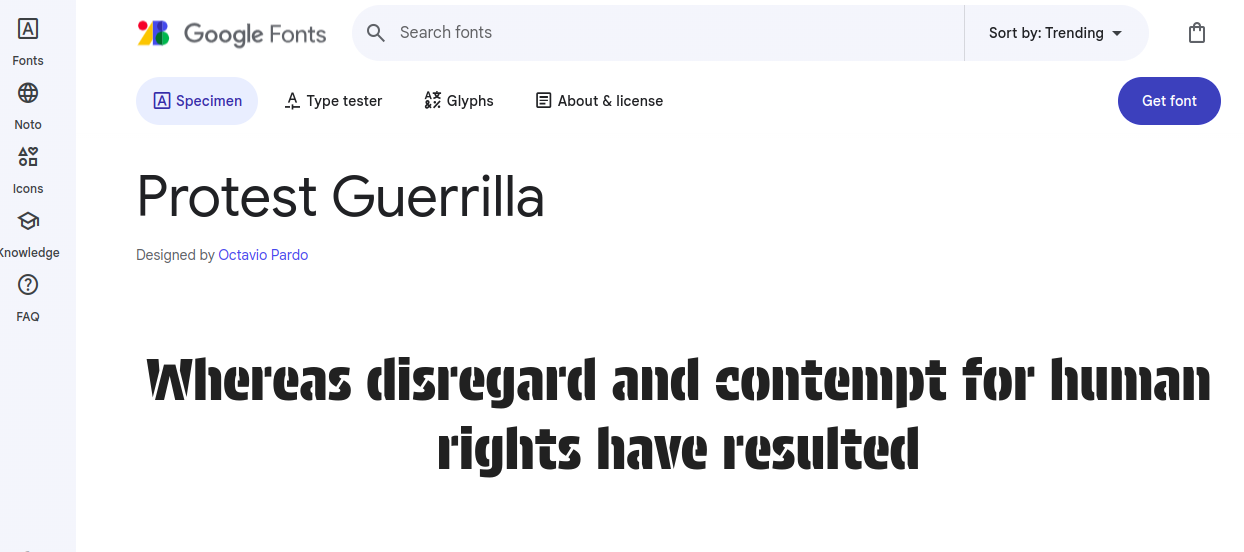 Fonts
Noto
Icons
Knowledge
FAQ
Google Fonts
Search fonts
Sort by: Trending
Specimen
Type tester
Glyphs
About & license
Get font
Protest Guerrilla
Designed by Octavio Pardo
Whereas disregard and contempt for human
rights have resulted